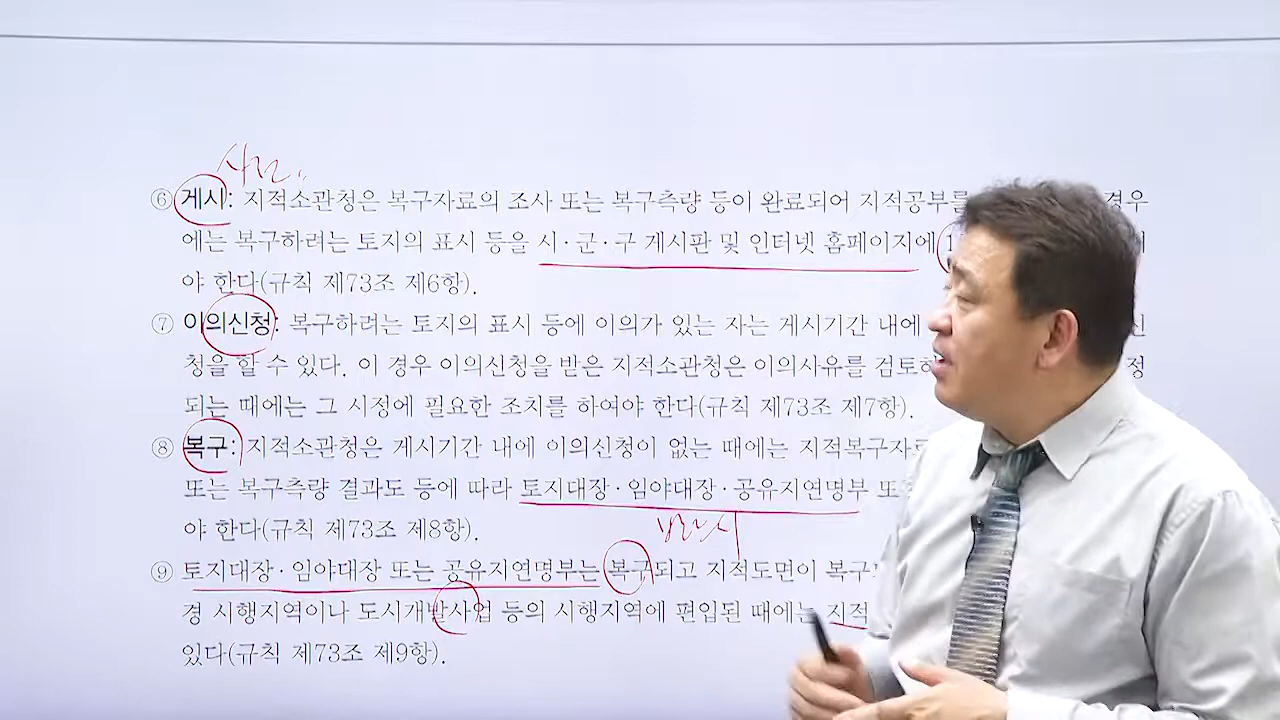 ⑥ 게시: 지적소관청은 복구자료의 조사 또는 복구측량 등이 완료되어 지적공부를 경우
에는 복구하려는 토지의 표시 등을 시·군·구 게시판 및 인터넷 홈페이지에
야 한다(규칙 제73조 제6항).
⑦ 이의신청: 복구하려는 토지의 표시 등에 이의가 있는 자는 게시기간 내에
청을 할 수 있다. 이 경우 이의신청을 받은 지적소관청은 이의사유를
되는 때에는 그 시정에 필요한 조치를 하여야 한다(규칙 제73조 제7항).
⑧ 복구: 지적소관청은 게시기간 내에 이의신청이 없는 때에는
또는 복구측량 결과도 등에 따라 토지대장·임야대장·공유지연명부
야 한다(규칙 제73조 제8항).
⑨ 토지대장·임야대장 또는 공유지연명부는 복구되고 지적도면이
경 시행지역이나 도시개발사업 등의 시행지역에 편입된 때에는 지적
있다(규칙 제73조 제9항).